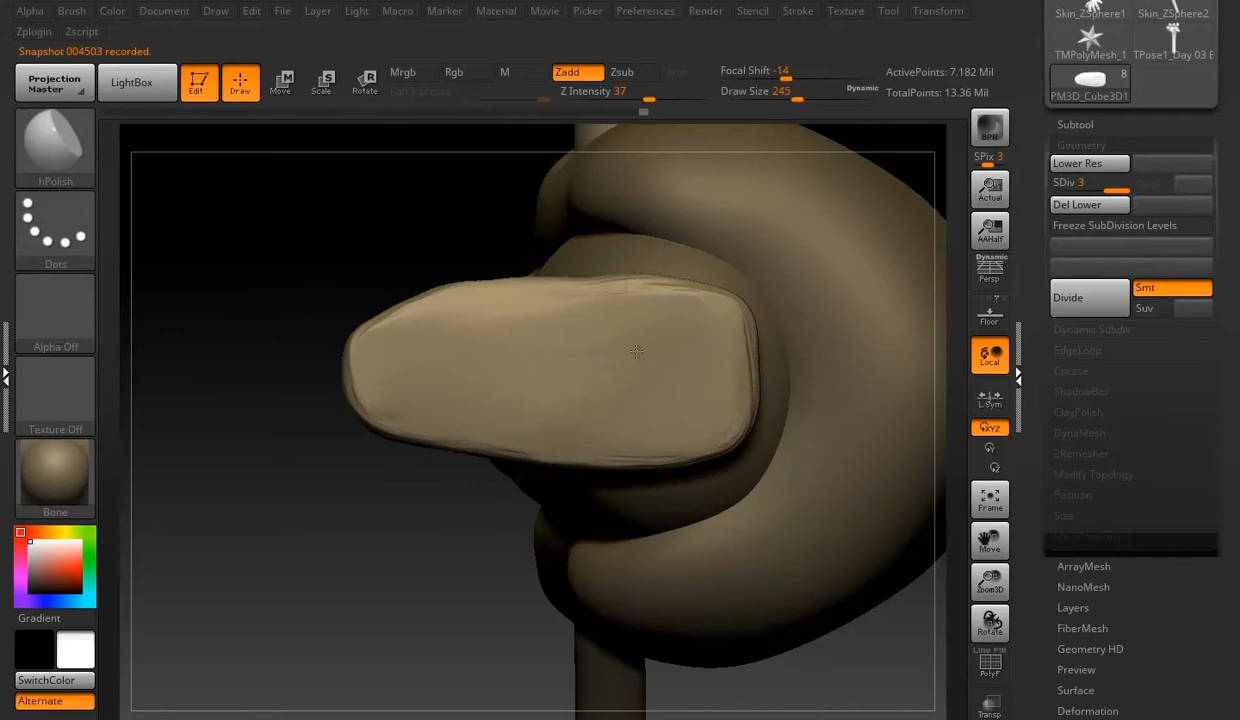 Alpha Brush Color Document Draw Edit File Layer Light Macro Marker Material Movie Picker Preferences Render Stencil Stroke Texture Tool Transform
Zplugin Zscript
Snapshot 004503 recorded.
Projection Master
LightBox
Edit
Draw
Move
Scale
Rotate
Mrgb Rgb M
Zadd Zsub
Z Intensity 37
Focal Shift -14
Draw Size 245
Dynamic
ActivePoints: 7.182 Mil
TotalPoints: 13.36 Mil
hPolish
Dots
Alpha Off
Texture Off
Bone
Gradient
SwitchColor
Alternate
BPR
SPix 3
Actual
AAHalf
Dynamic
Persp
Floor
Local
L.Sym
XYZ
Frame
Move
Zoom3D
Rotate
Line Fill
PolyF
Transp
Skin_ZSphere1 Skin_ZSphere2
TMPolyMesh_1 TPose1_Day 03 E
8
PM3D_Cube3D1
Subtool
Geometry
Lower Res
SDiv 3
Del Lower
Freeze SubDivision Levels
Divide
Smt
Suv
Dynamic Subdiv
EdgeLoop
Crease
ShadowBox
ClayPolish
DynaMesh
ZRemesher
Modify Topology
Position
Size
ArrayMesh
NanoMesh
Layers
FiberMesh
Geometry HD
Preview
Surface
Deformation